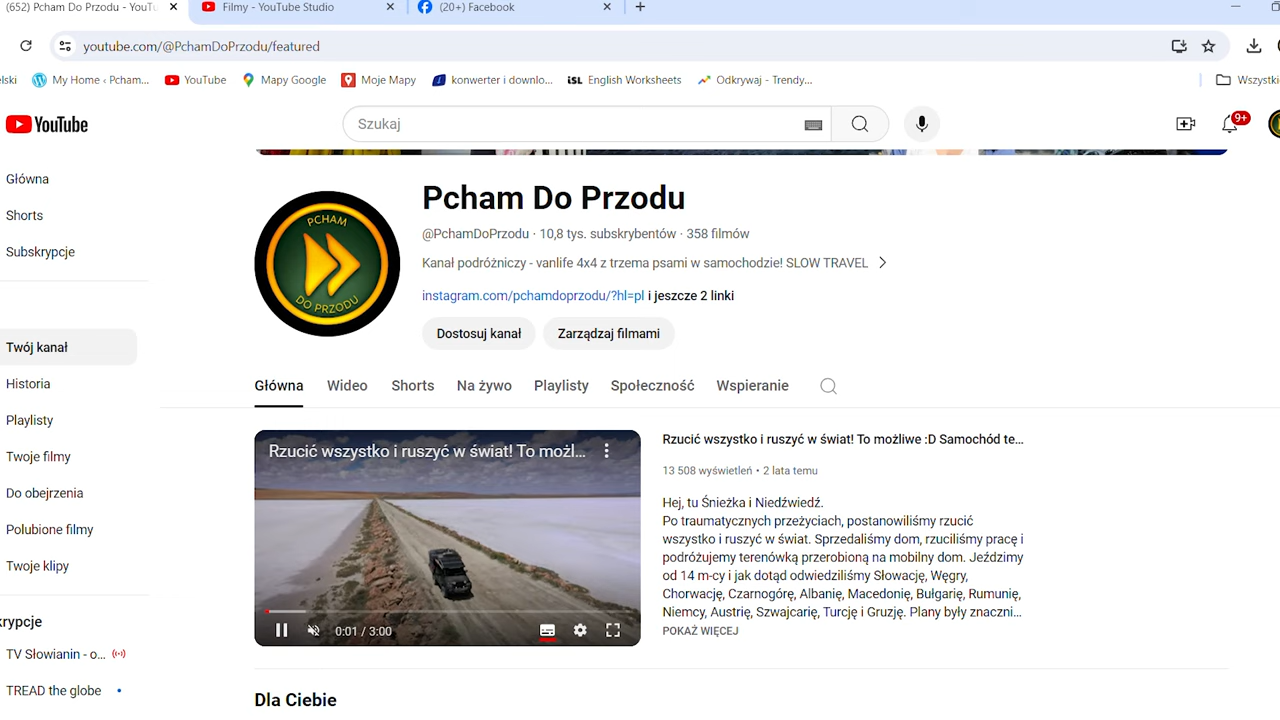 (652) Pcham Do Przodu - YouTu
Filmy - YouTube Studio
(20+) Facebook
youtube.com/@PchamDoPrzodu/featured
elski
My Home ‹ Pcham...
YouTube
Mapy Google
Moje Mapy
konwerter i downlo...
iSL English Worksheets
Odkrywaj - Trendy...
Wszystki
YouTube
Szukaj
9+
Główna
Shorts
Subskrypcje
Twój kanał
Historia
Playlisty
Twoje filmy
Do obejrzenia
Polubione filmy
Twoje klipy
krypcje
TV Słowianin - o...
TREAD the globe
PCHAM
DO PRZODU
Pcham Do Przodu
@PchamDoPrzodu · 10,8 tys. subskrybentów · 358 filmów
Kanał podróżniczy - vanlife 4x4 z trzema psami w samochodzie! SLOW TRAVEL
instagram.com/pchamdoprzodu/?hl=pl i jeszcze 2 linki
Dostosuj kanał
Zarządzaj filmami
Główna
Wideo
Shorts
Na żywo
Playlisty
Społeczność
Wspieranie
Rzucić wszystko i ruszyć w świat! To możl...
0:01 / 3:00
Rzucić wszystko i ruszyć w świat! To możliwe :D Samochód te...
13 508 wyświetleń • 2 lata temu
Hej, tu Śnieżka i Niedźwiedź.
Po traumatycznych przeżyciach, postanowiliśmy rzucić
wszystko i ruszyć w świat. Sprzedaliśmy dom, rzuciliśmy pracę i
podróżujemy terenówką przerobioną na mobilny dom. Jeździmy
od 14 m-cy i jak dotąd odwiedziliśmy Słowację, Węgry,
Chorwację, Czarnogórę, Albanię, Macedonię, Bułgarię, Rumunię,
Niemcy, Austrię, Szwajcarię, Turcję i Gruzję. Plany były znaczni...
POKAŻ WIĘCEJ
Dla Ciebie